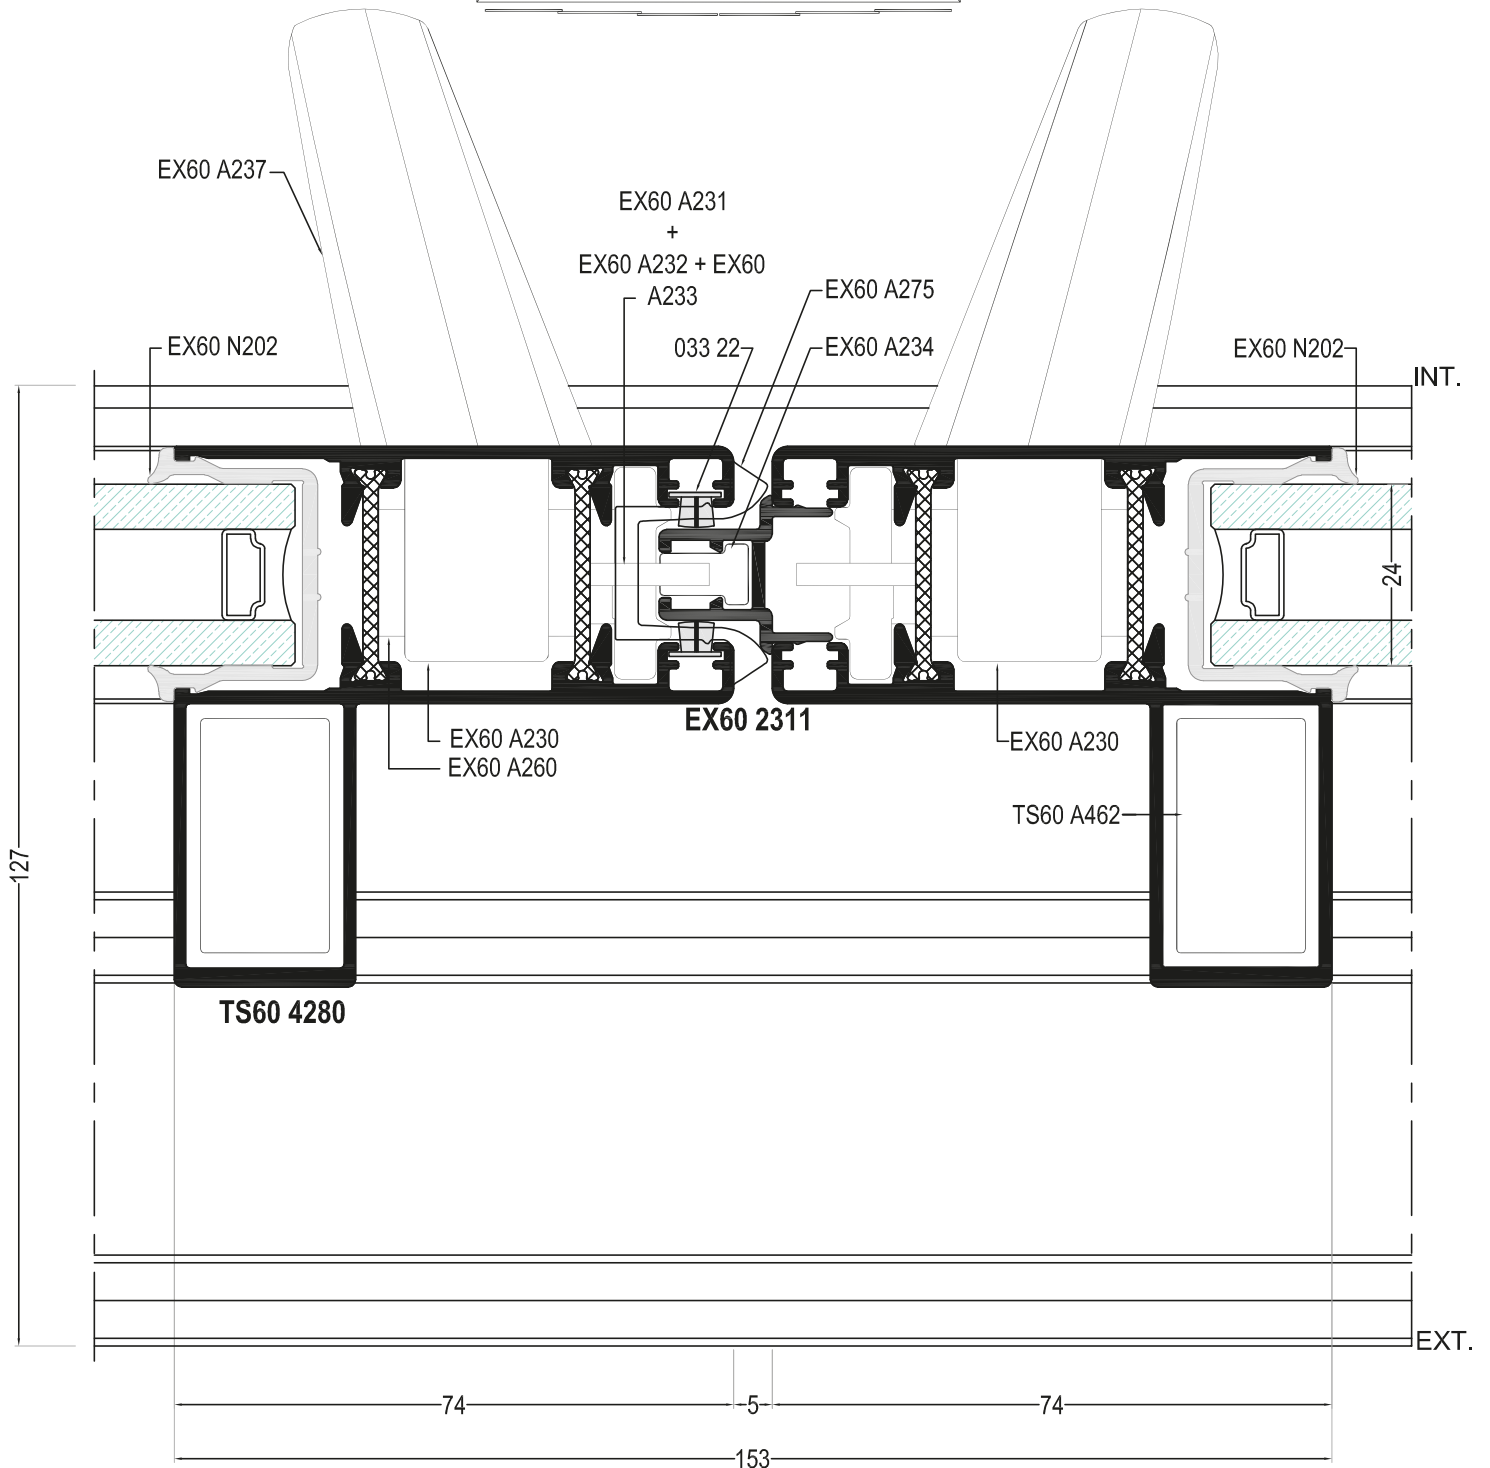 EX60 A237
EX60 A231
+
EX60 A232 + EX60
A233
EX60 A275
033 22
EX60 A234
EX60 N202
EX60 N202
INT.
24
EX60 2311
EX60 A230
EX60 A260
EX60 A230
TS60 A462
127
TS60 4280
EXT.
74
5
74
153